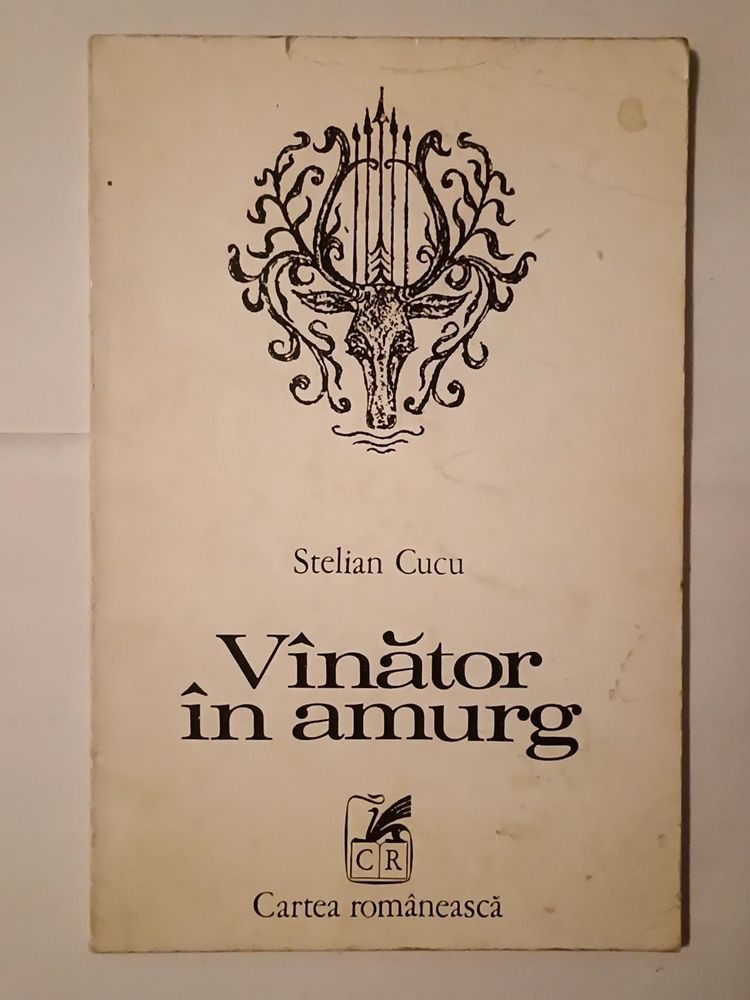 Stelian Cucu
Vînător
în amurg
C R
Cartea românească